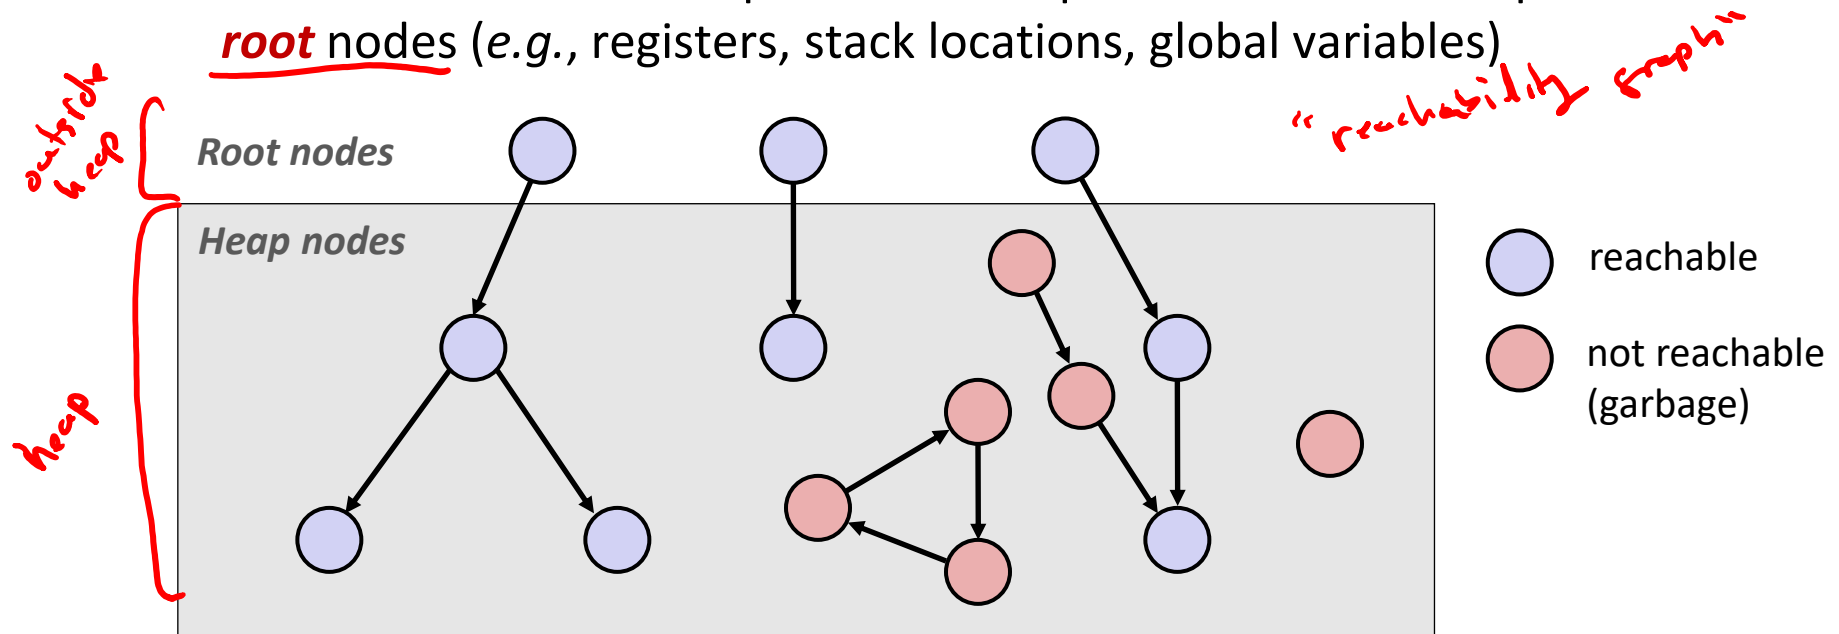 root nodes (e.g., registers, stack locations, global variables)
"reachability graph"
outside
heap
Root nodes
Heap nodes
reachable
not reachable
(garbage)
heap